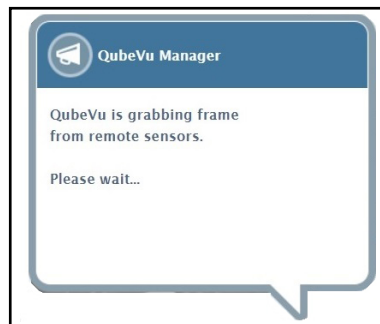 QubeVu Manager
QubeVu is grabbing frame
from remote sensors.
Please wait...